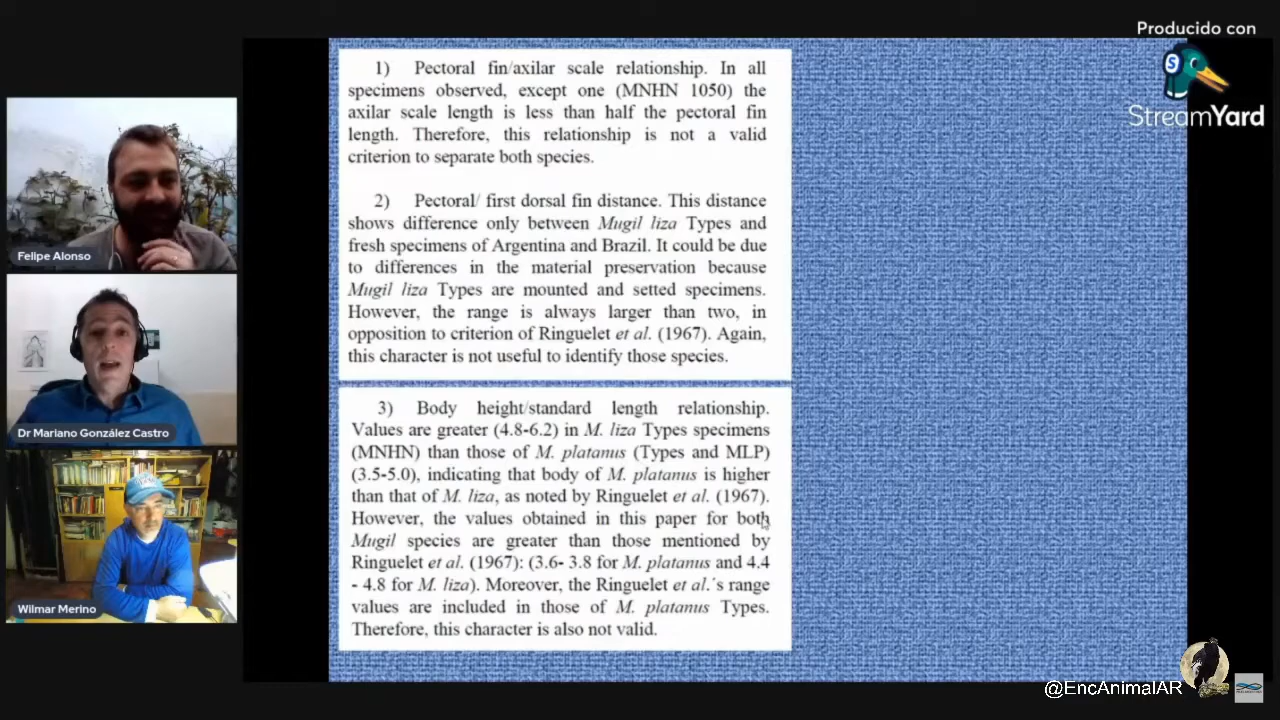 Producido con
StreamYard
S
1) Pectoral fin/axilar scale relationship. In all
specimens observed, except one (MNHN 1050) the
axilar scale length is less than half the pectoral fin
length. Therefore, this relationship is not a valid
criterion to separate both species.
2) Pectoral/ first dorsal fin distance. This distance
shows difference only between Mugil liza Types and
fresh specimens of Argentina and Brazil. It could be due
to differences in the material preservation because
Mugil liza Types are mounted and setted specimens.
However, the range is always larger than two, in
opposition to criterion of Ringuelet et al. (1967). Again,
this character is not useful to identify those species.
3) Body height/standard length relationship.
Values are greater (4.8-6.2) in M. liza Types specimens
(MNHN) than those of M. platanus (Types and MLP)
(3.5-5.0), indicating that body of M. platanus is higher
than that of M. liza, as noted by Ringuelet et al. (1967).
However, the values obtained in this paper for both
Mugil species are greater than those mentioned by
Ringuelet et al. (1967): (3.6- 3.8 for M. platanus and 4.4
- 4.8 for M. liza). Moreover, the Ringuelet et al.´s range
values are included in those of M. platanus Types.
Therefore, this character is also not valid.
Felipe Alonso
Dr Mariano González Castro
Wilmar Merino
@EncAnimalAR